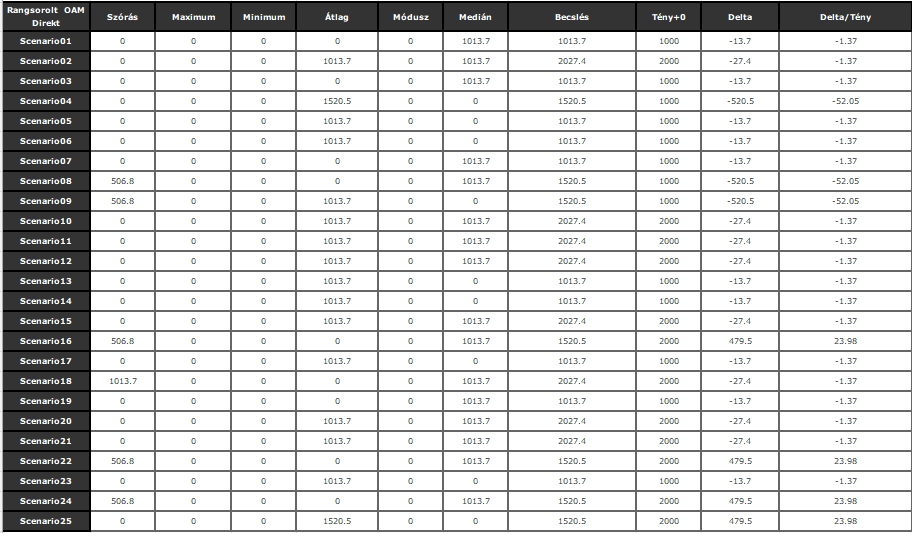 Rangsorolt OAM Direkt Szórás Maximum Minimum Átlag Módusz Medián Becslés Tény+0 Delta Delta/Tény
Scenario01 0 0 0 0 0 1013.7 1013.7 1000 -13.7 -1.37
Scenario02 0 0 0 1013.7 0 1013.7 2027.4 2000 -27.4 -1.37
Scenario03 0 0 0 0 0 1013.7 1013.7 1000 -13.7 -1.37
Scenario04 0 0 0 1520.5 0 0 1520.5 1000 -520.5 -52.05
Scenario05 0 0 0 1013.7 0 0 1013.7 1000 -13.7 -1.37
Scenario06 0 0 0 1013.7 0 0 1013.7 1000 -13.7 -1.37
Scenario07 0 0 0 0 0 1013.7 1013.7 1000 -13.7 -1.37
Scenario08 506.8 0 0 0 0 1013.7 1520.5 1000 -520.5 -52.05
Scenario09 506.8 0 0 1013.7 0 0 1520.5 1000 -520.5 -52.05
Scenario10 0 0 0 1013.7 0 1013.7 2027.4 2000 -27.4 -1.37
Scenario11 0 0 0 1013.7 0 1013.7 2027.4 2000 -27.4 -1.37
Scenario12 0 0 0 1013.7 0 1013.7 2027.4 2000 -27.4 -1.37
Scenario13 0 0 0 1013.7 0 0 1013.7 1000 -13.7 -1.37
Scenario14 0 0 0 1013.7 0 0 1013.7 1000 -13.7 -1.37
Scenario15 0 0 0 1013.7 0 1013.7 2027.4 2000 -27.4 -1.37
Scenario16 506.8 0 0 0 0 1013.7 1520.5 2000 479.5 23.98
Scenario17 0 0 0 1013.7 0 0 1013.7 1000 -13.7 -1.37
Scenario18 1013.7 0 0 0 0 1013.7 2027.4 2000 -27.4 -1.37
Scenario19 0 0 0 0 0 1013.7 1013.7 1000 -13.7 -1.37
Scenario20 0 0 0 1013.7 0 1013.7 2027.4 2000 -27.4 -1.37
Scenario21 0 0 0 1013.7 0 1013.7 2027.4 2000 -27.4 -1.37
Scenario22 506.8 0 0 0 0 1013.7 1520.5 2000 479.5 23.98
Scenario23 0 0 0 1013.7 0 0 1013.7 1000 -13.7 -1.37
Scenario24 506.8 0 0 0 0 1013.7 1520.5 2000 479.5 23.98
Scenario25 0 0 0 1520.5 0 0 1520.5 2000 479.5 23.98